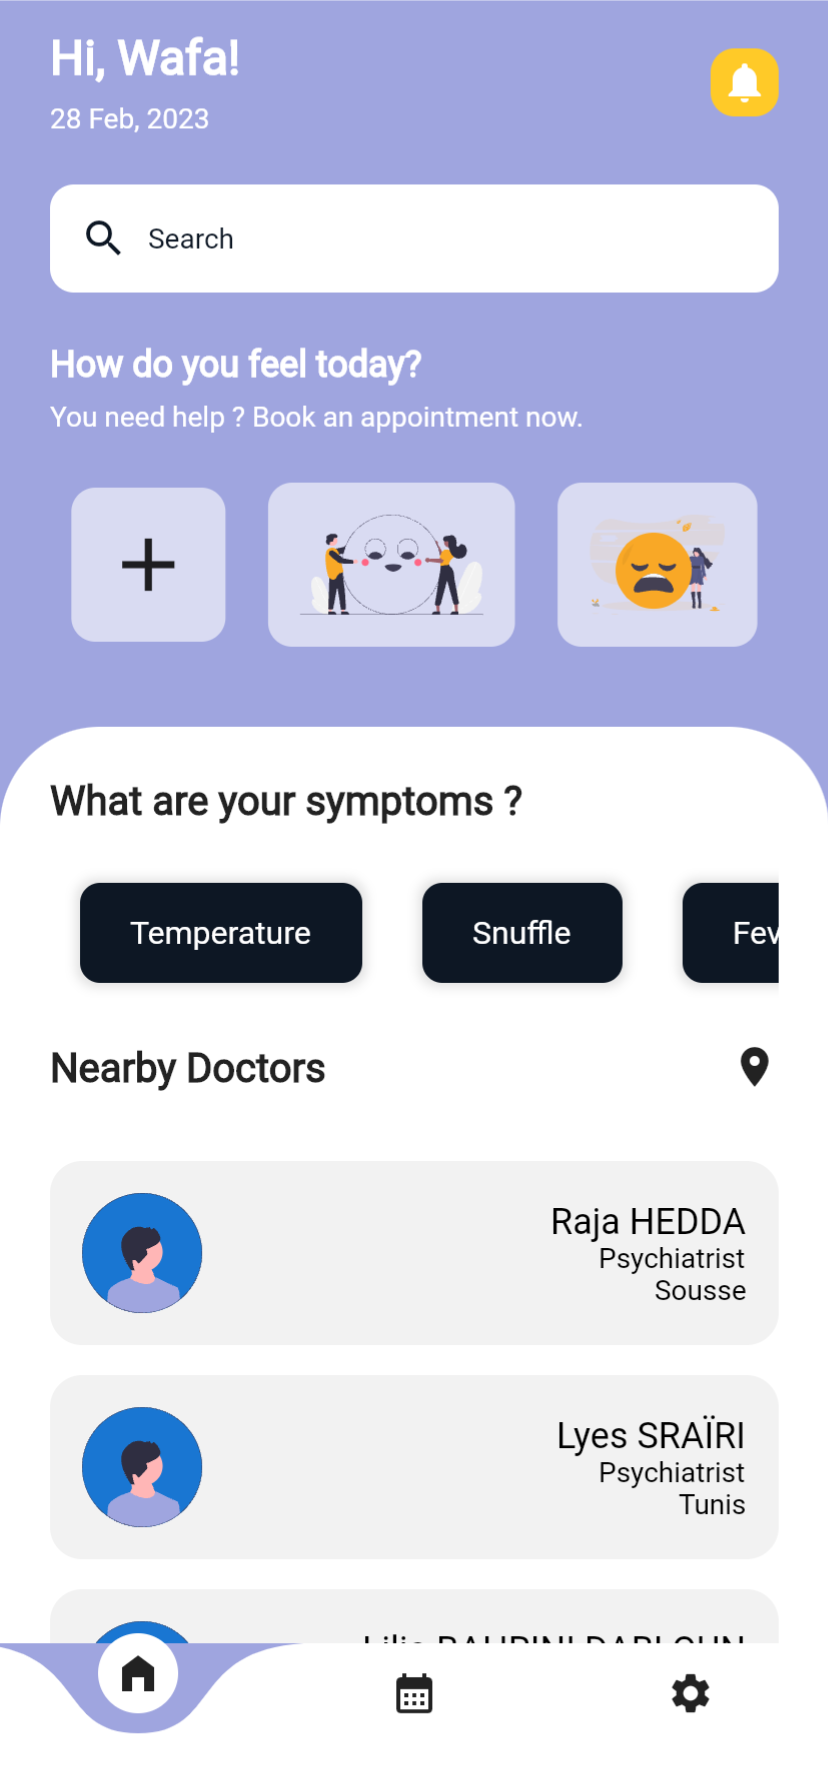 Hi, Wafa!
28 Feb, 2023
Search
How do you feel today?
You need help ? Book an appointment now.
What are your symptoms ?
Temperature
Snuffle
Fev
Nearby Doctors
Raja HEDDA
Psychiatrist
Sousse
Lyes SRAÏRI
Psychiatrist
Tunis